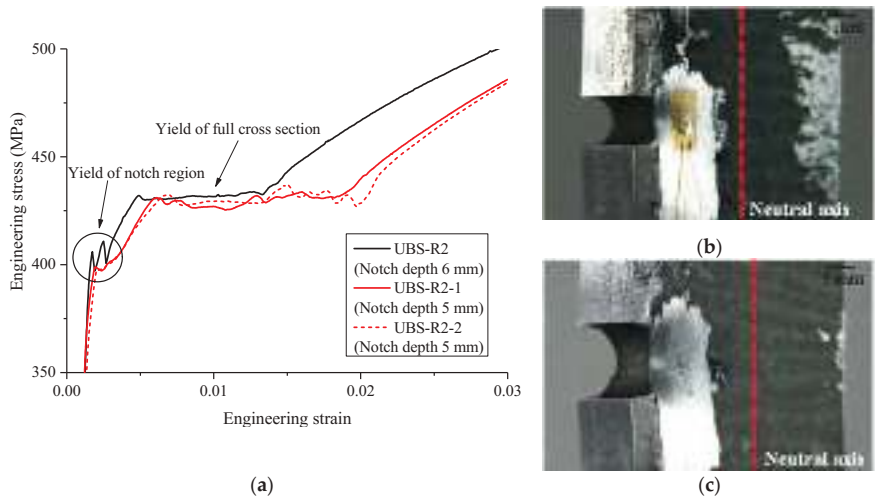 (a)
500
450
400
350
Engineering stress (MPa)
0.00
0.01
0.02
0.03
Engineering strain
Yield of full cross section
Yield of notch region
UBS-R2
(Notch depth 6 mm)
UBS-R2-1
(Notch depth 5 mm)
UBS-R2-2
(Notch depth 5 mm)
(a)
Neutral axis
(b)
Neutral axis
(c)